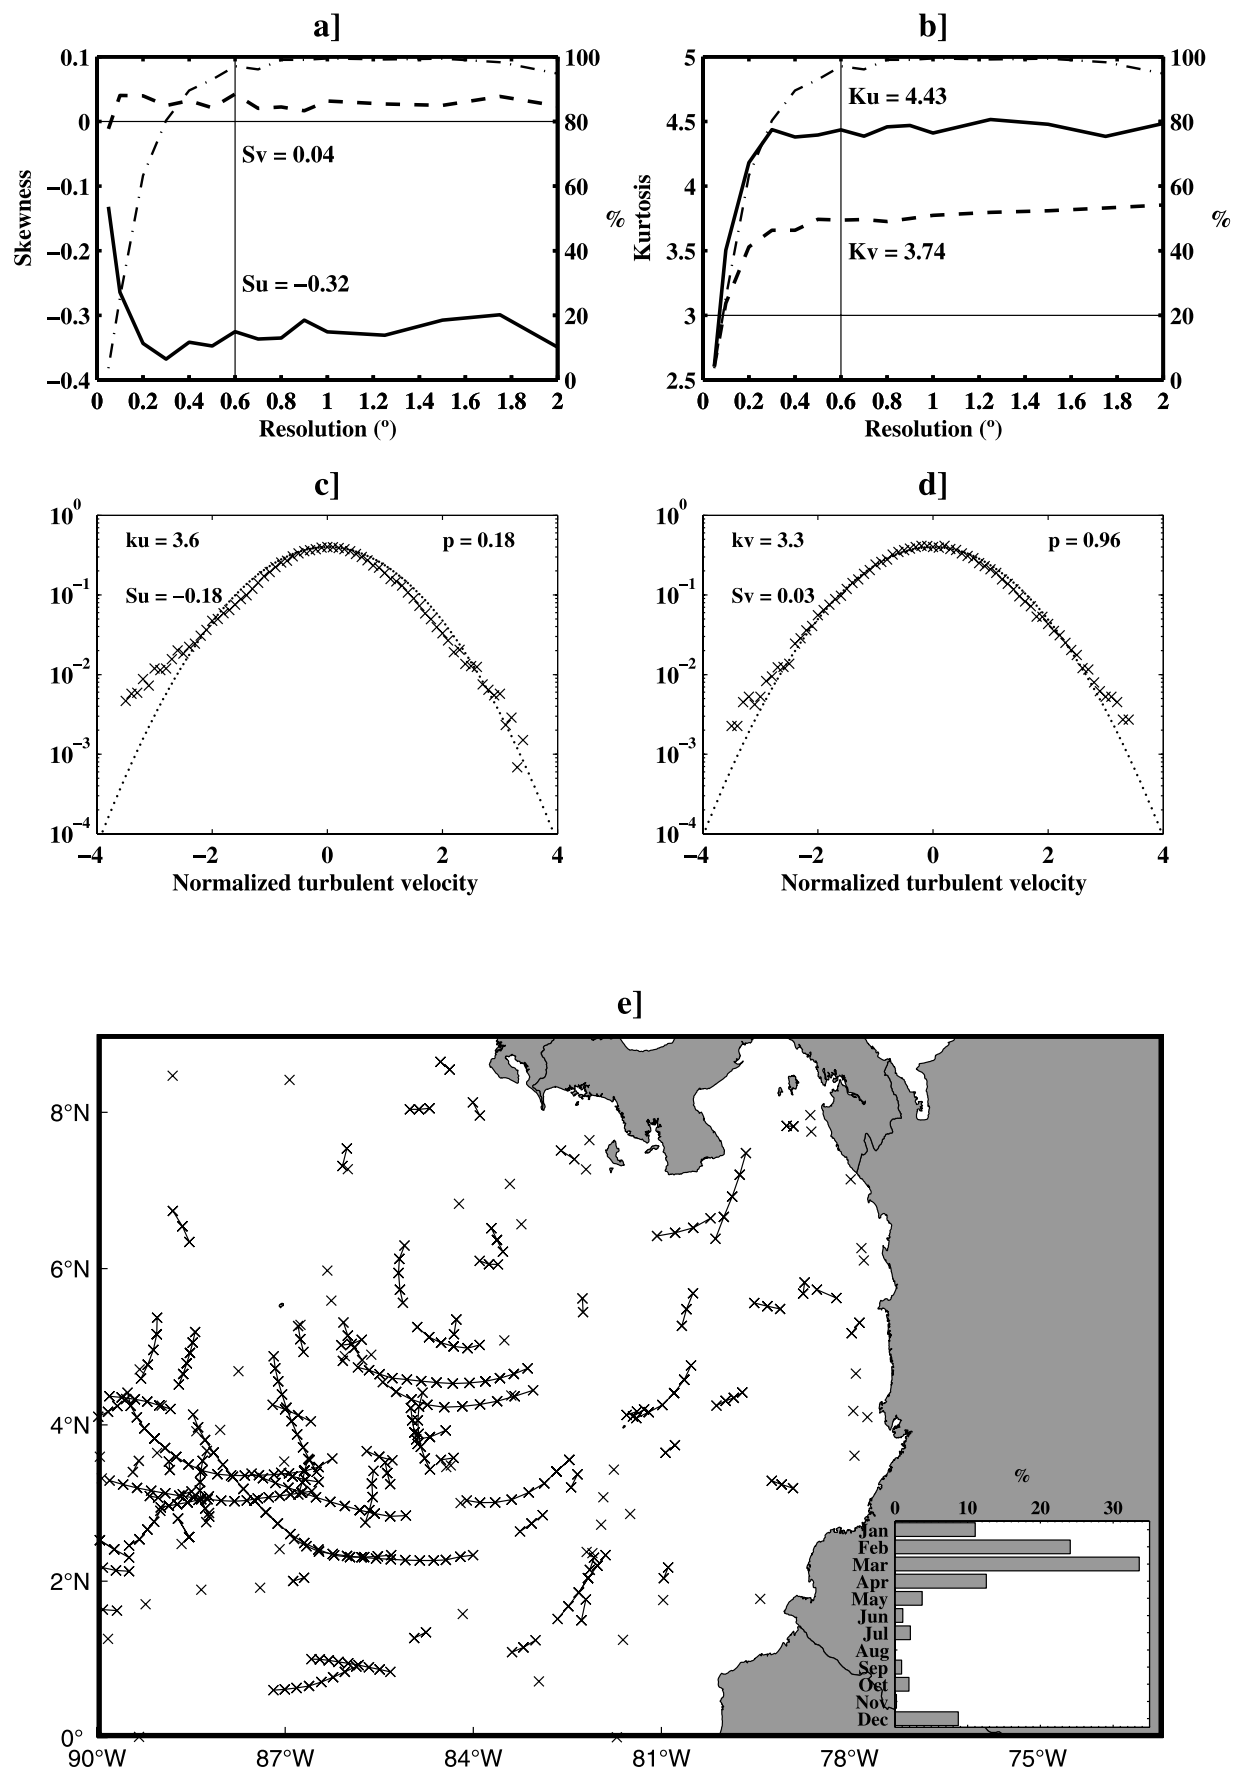 a]
b]
0.1
0
−0.1
−0.2
−0.3
−0.4
Skewness
100
80
60
40
20
0
%
Sv = 0.04
Su = −0.32
0 0.2 0.4 0.6 0.8 1 1.2 1.4 1.6 1.8 2
Resolution (º)
5
4.5
4
3.5
3
2.5
Kurtosis
100
80
60
40
20
0
%
Ku = 4.43
Kv = 3.74
0 0.2 0.4 0.6 0.8 1 1.2 1.4 1.6 1.8 2
Resolution (º)
c]
d]
10^0
10^−1
10^−2
10^−3
10^−4
ku = 3.6
p = 0.18
Su = −0.18
−4 −2 0 2 4
Normalized turbulent velocity
10^0
10^−1
10^−2
10^−3
10^−4
kv = 3.3
p = 0.96
Sv = 0.03
−4 −2 0 2 4
Normalized turbulent velocity
e]
8°N
6°N
4°N
2°N
0°
90°W 87°W 84°W 81°W 78°W 75°W
%
0 10 20 30
Jan
Feb
Mar
Apr
May
Jun
Jul
Aug
Sep
Oct
Nov
Dec